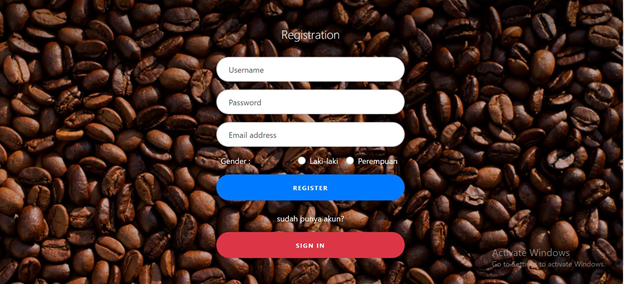 Registration
Username
Password
Email address
Gender : Laki-laki Perempuan
REGISTER
sudah punya akun?
SIGN IN
Activate Windows
Go to Settings to activate Windows.